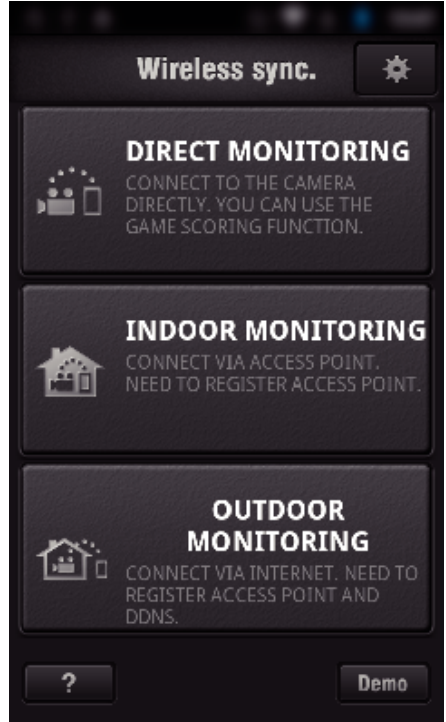 Wireless sync.
DIRECT MONITORING
CONNECT TO THE CAMERA
DIRECTLY. YOU CAN USE THE
GAME SCORING FUNCTION.
INDOOR MONITORING
CONNECT VIA ACCESS POINT.
NEED TO REGISTER ACCESS POINT.
OUTDOOR
MONITORING
CONNECT VIA INTERNET. NEED TO
REGISTER ACCESS POINT AND
DDNS.
?
Demo